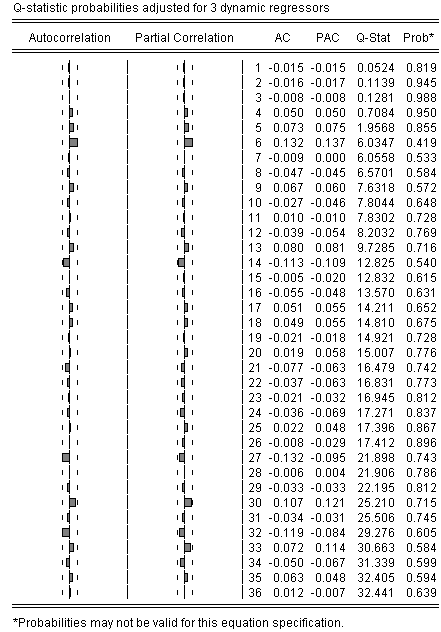 Q-statistic probabilities adjusted for 3 dynamic regressors
Autocorrelation Partial Correlation AC PAC Q-Stat Prob*
1 -0.015 -0.015 0.0524 0.819
2 -0.016 -0.017 0.1139 0.945
3 -0.008 -0.008 0.1281 0.988
4 0.050 0.050 0.7084 0.950
5 0.073 0.075 1.9568 0.855
6 0.132 0.137 6.0347 0.419
7 -0.009 0.000 6.0558 0.533
8 -0.047 -0.045 6.5701 0.584
9 0.067 0.060 7.6318 0.572
10 -0.027 -0.046 7.8044 0.648
11 0.010 -0.010 7.8302 0.728
12 -0.039 -0.054 8.2032 0.769
13 0.080 0.081 9.7285 0.716
14 -0.113 -0.109 12.825 0.540
15 -0.005 -0.020 12.832 0.615
16 -0.055 -0.048 13.570 0.631
17 0.051 0.055 14.211 0.652
18 0.049 0.055 14.810 0.675
19 -0.021 -0.018 14.921 0.728
20 0.019 0.058 15.007 0.776
21 -0.077 -0.063 16.479 0.742
22 -0.037 -0.063 16.831 0.773
23 -0.021 -0.032 16.945 0.812
24 -0.036 -0.069 17.271 0.837
25 0.022 0.048 17.396 0.867
26 -0.008 -0.029 17.412 0.896
27 -0.132 -0.095 21.898 0.743
28 -0.006 0.004 21.906 0.786
29 -0.033 -0.033 22.195 0.812
30 0.107 0.121 25.210 0.715
31 -0.034 -0.031 25.506 0.745
32 -0.119 -0.084 29.276 0.605
33 0.072 0.114 30.663 0.584
34 -0.050 -0.067 31.339 0.599
35 0.063 0.048 32.405 0.594
36 0.012 -0.007 32.441 0.639
*Probabilities may not be valid for this equation specification.